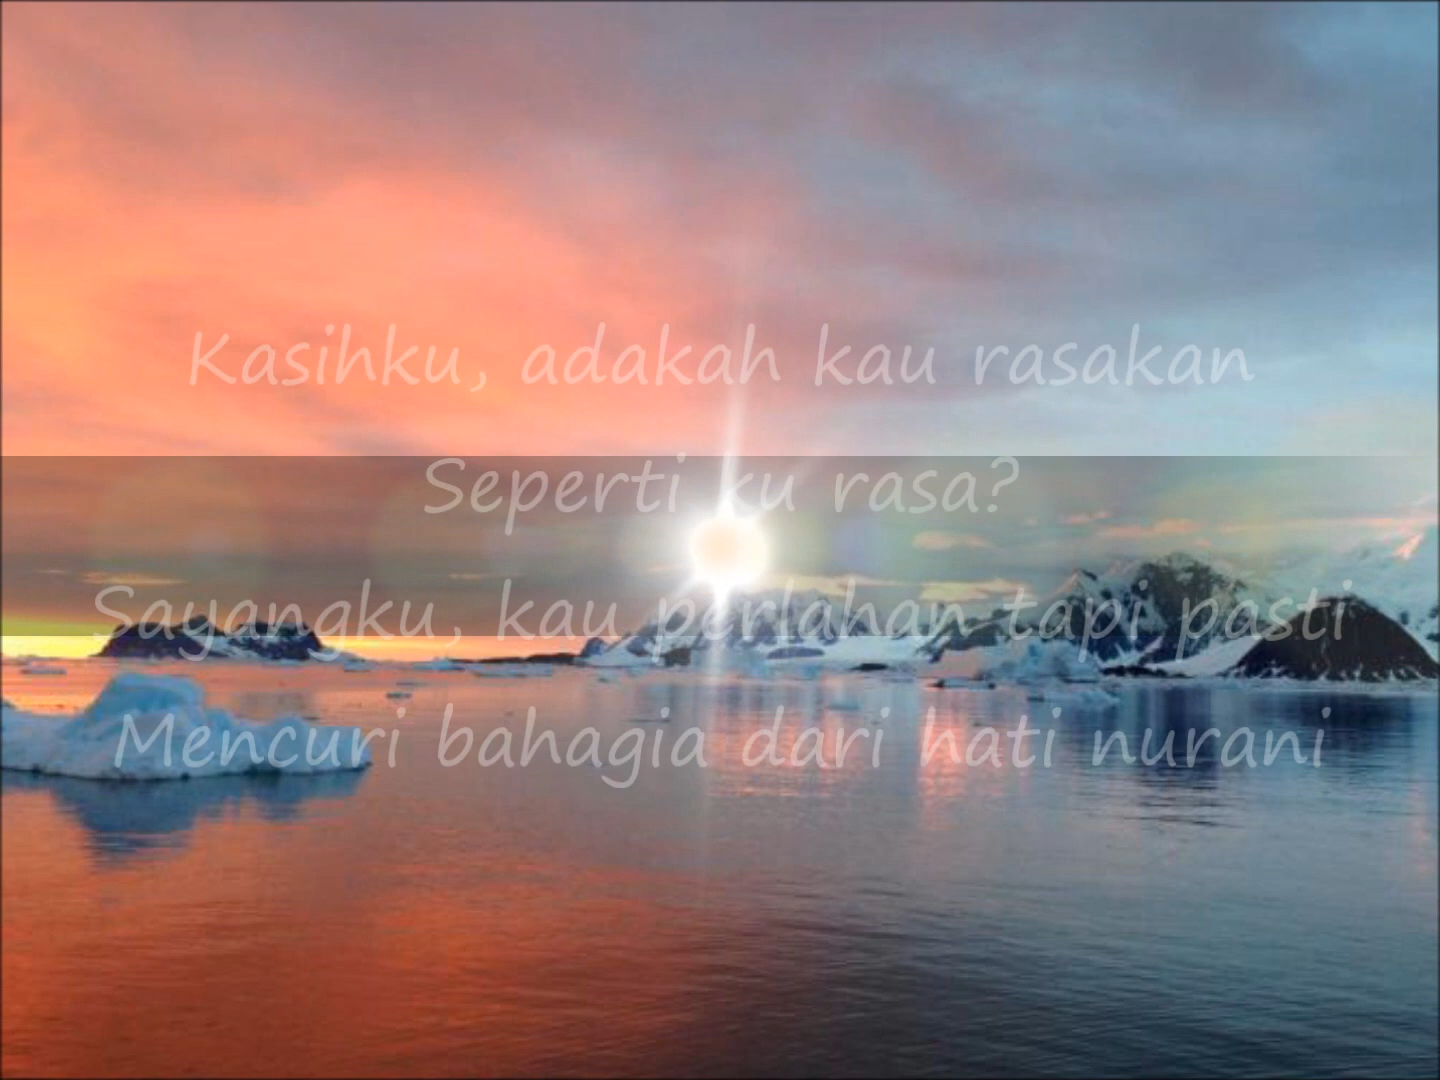 Kasihku, adakah kau rasakan
Seperti ku rasa?
Sayangku, kau perlahan tapi pasti
Mencuri bahagia dari hati nurani